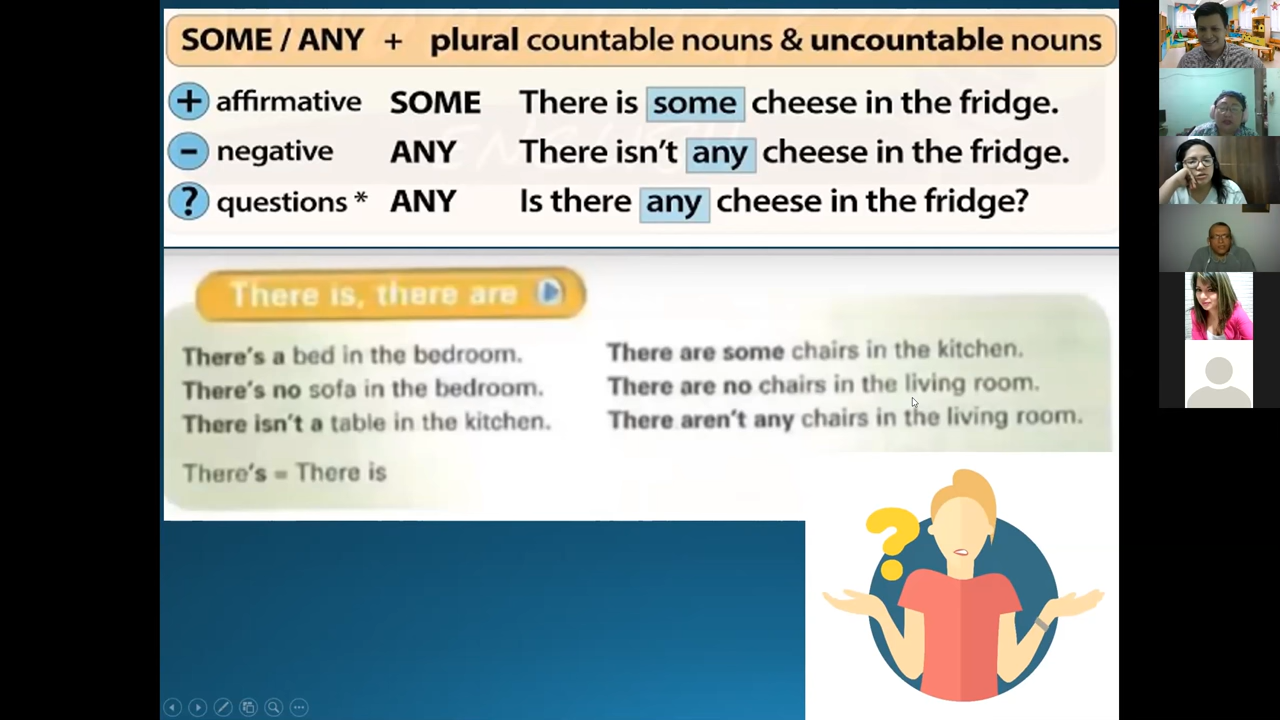 SOME / ANY + plural countable nouns & uncountable nouns
+ affirmative SOME There is some cheese in the fridge.
- negative ANY There isn't any cheese in the fridge.
? questions * ANY Is there any cheese in the fridge?
There is, there are
There's a bed in the bedroom.
There's no sofa in the bedroom.
There isn't a table in the kitchen.
There's = There is
There are some chairs in the kitchen.
There are no chairs in the living room.
There aren't any chairs in the living room.
?